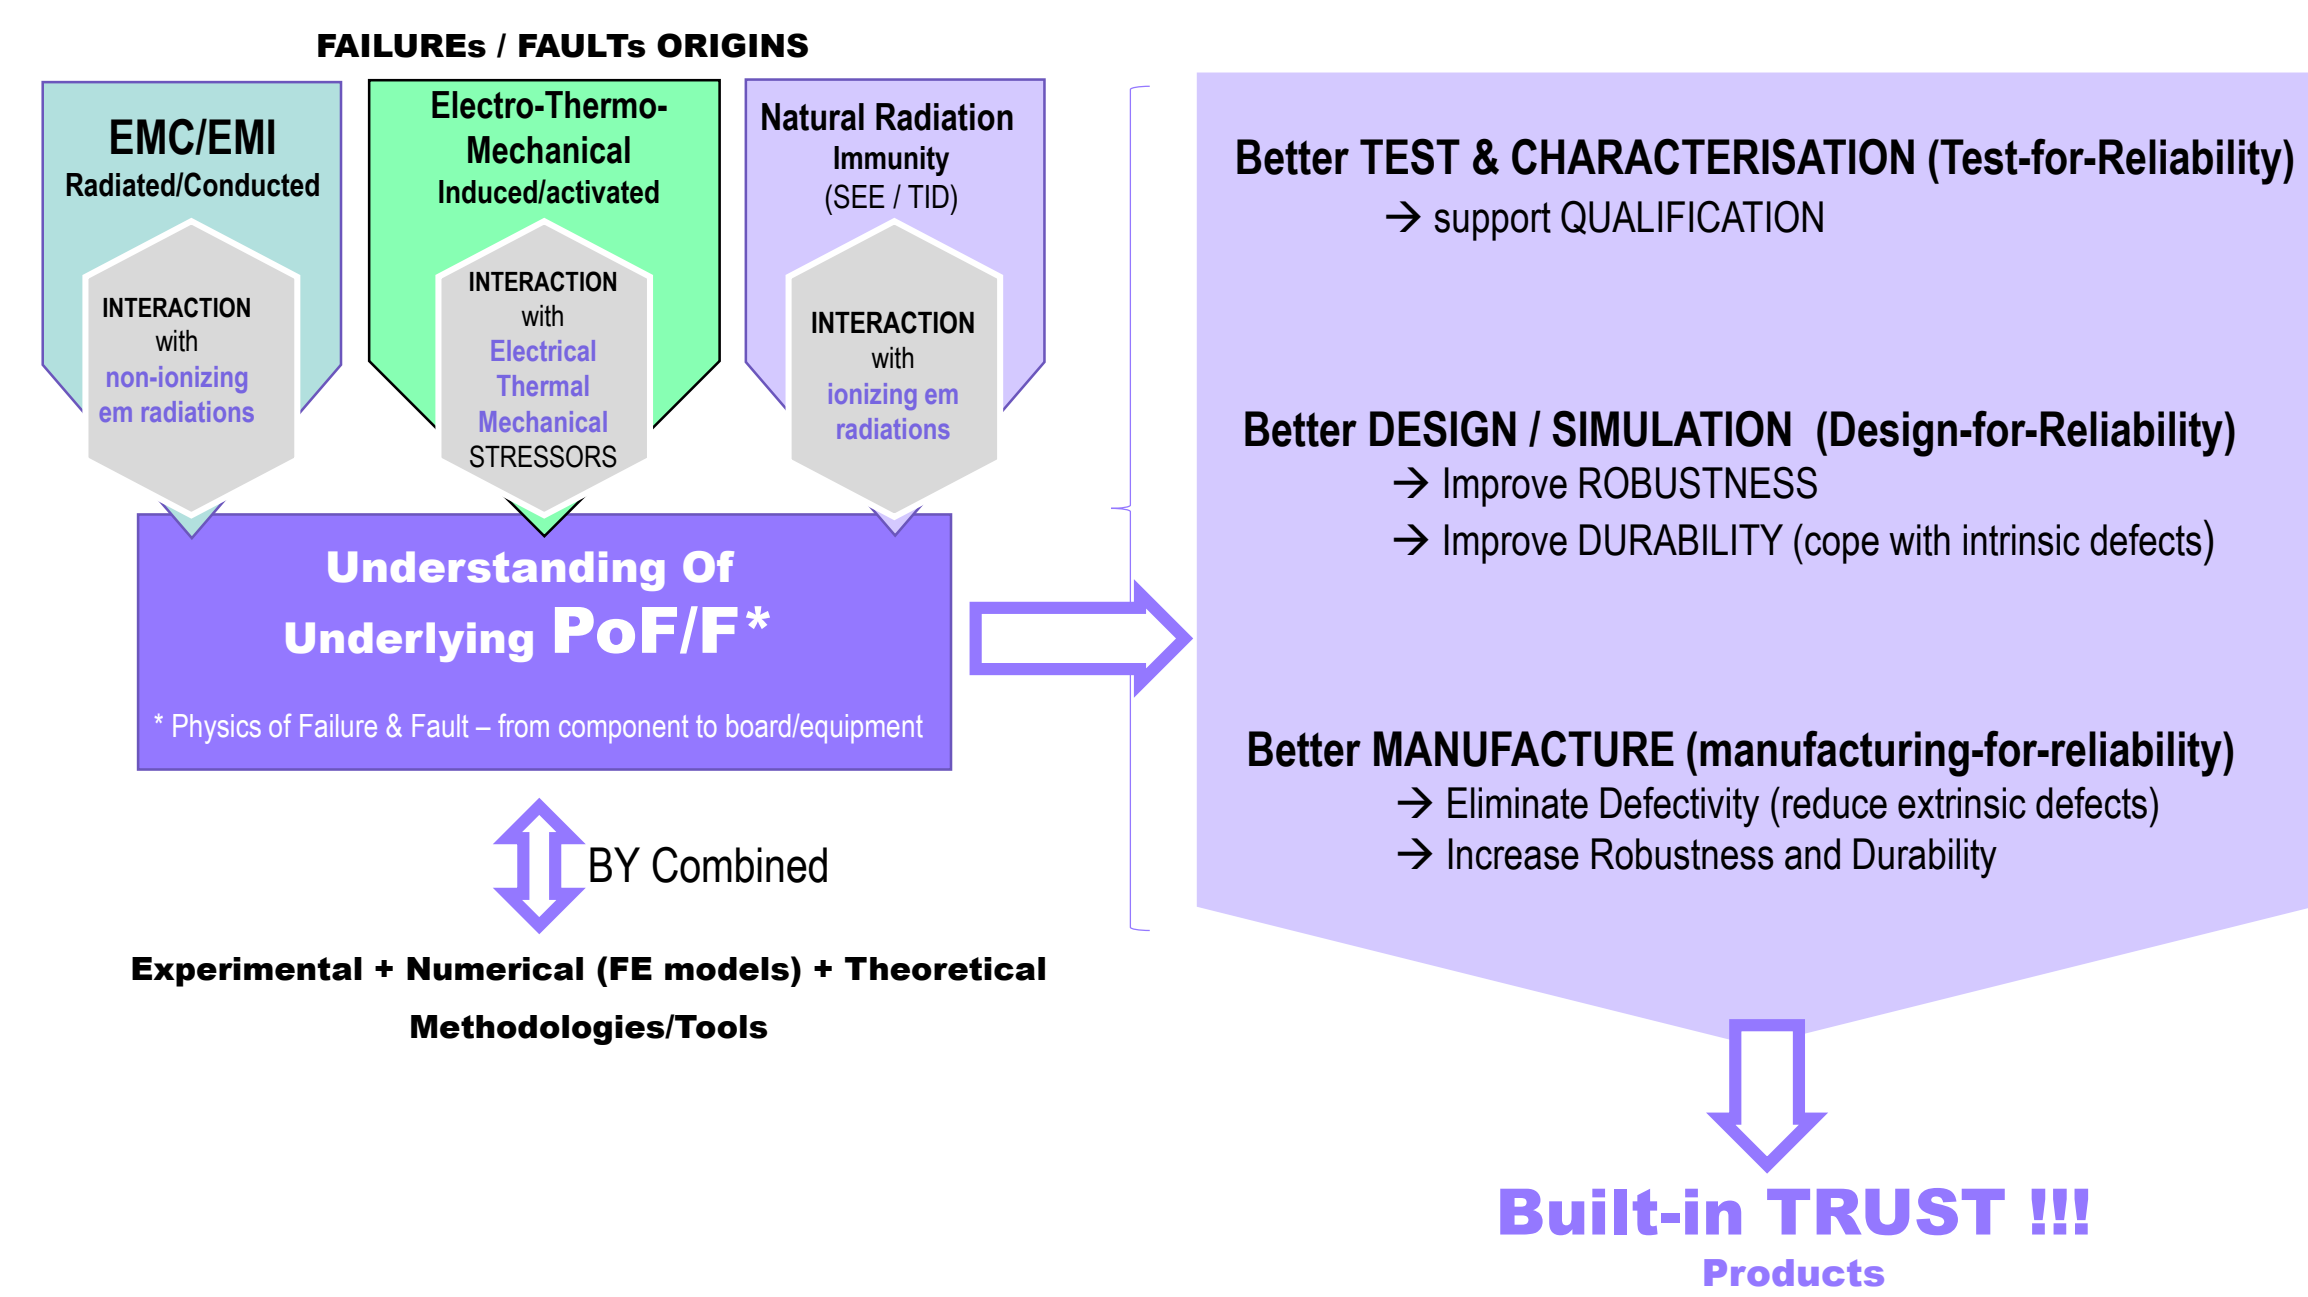 FAILUREs / FAULTs ORIGINS
EMC/EMI
Radiated/Conducted
INTERACTION
with
non-ionizing
em radiations
Electro-Thermo-
Mechanical
Induced/activated
INTERACTION
with
Electrical
Thermal
Mechanical
STRESSORS
Natural Radiation
Immunity
(SEE / TID)
INTERACTION
with
ionizing em
radiations
Understanding Of
Underlying PoF/F*
* Physics of Failure & Fault – from component to board/equipment
BY Combined
Experimental + Numerical (FE models) + Theoretical
Methodologies/Tools
Better TEST & CHARACTERISATION (Test-for-Reliability)
→ support QUALIFICATION
Better DESIGN / SIMULATION (Design-for-Reliability)
→ Improve ROBUSTNESS
→ Improve DURABILITY (cope with intrinsic defects)
Better MANUFACTURE (manufacturing-for-reliability)
→ Eliminate Defectivity (reduce extrinsic defects)
→ Increase Robustness and Durability
Built-in TRUST !!!
Products